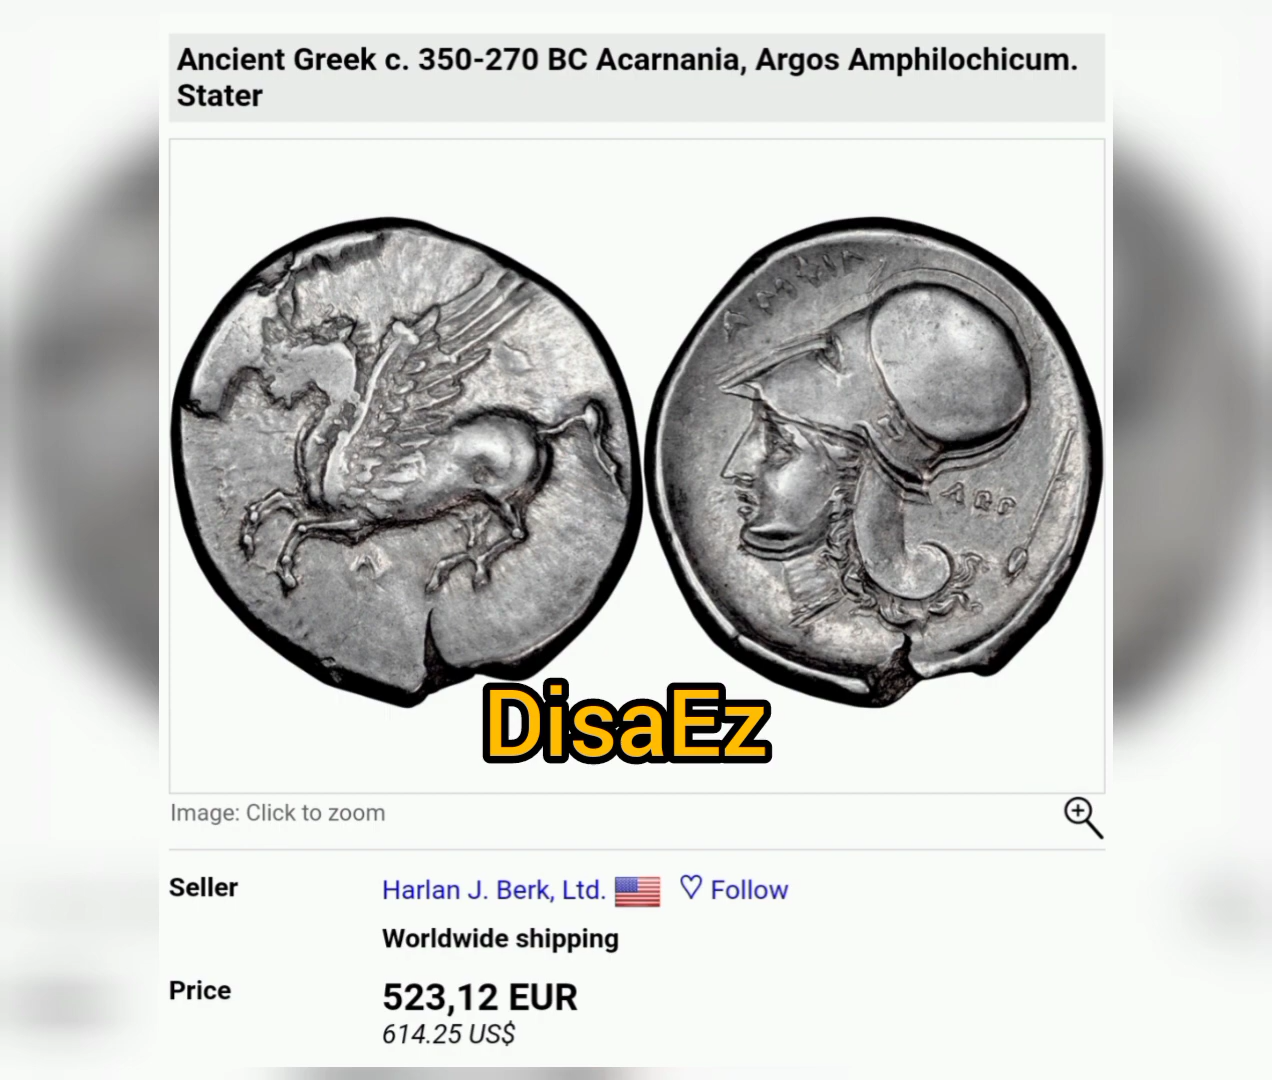 Ancient Greek c. 350-270 BC Acarnania, Argos Amphilochicum.
Stater
ΑΡΓ
Α
DisaEz
Image: Click to zoom
Seller
Harlan J. Berk, Ltd. ♡ Follow
Worldwide shipping
Price
523,12 EUR
614.25 US$